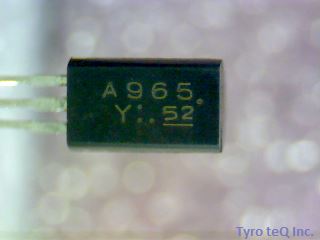 A965.
Y:. 52
Tyro teQ Inc.